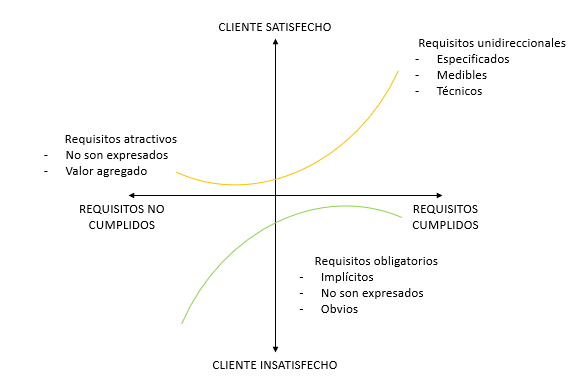 CLIENTE SATISFECHO
Requisitos unidireccionales
- Especificados
- Medibles
- Técnicos
Requisitos atractivos
- No son expresados
- Valor agregado
REQUISITOS NO
CUMPLIDOS
REQUISITOS
CUMPLIDOS
Requisitos obligatorios
- Implícitos
- No son expresados
- Obvios
CLIENTE INSATISFECHO